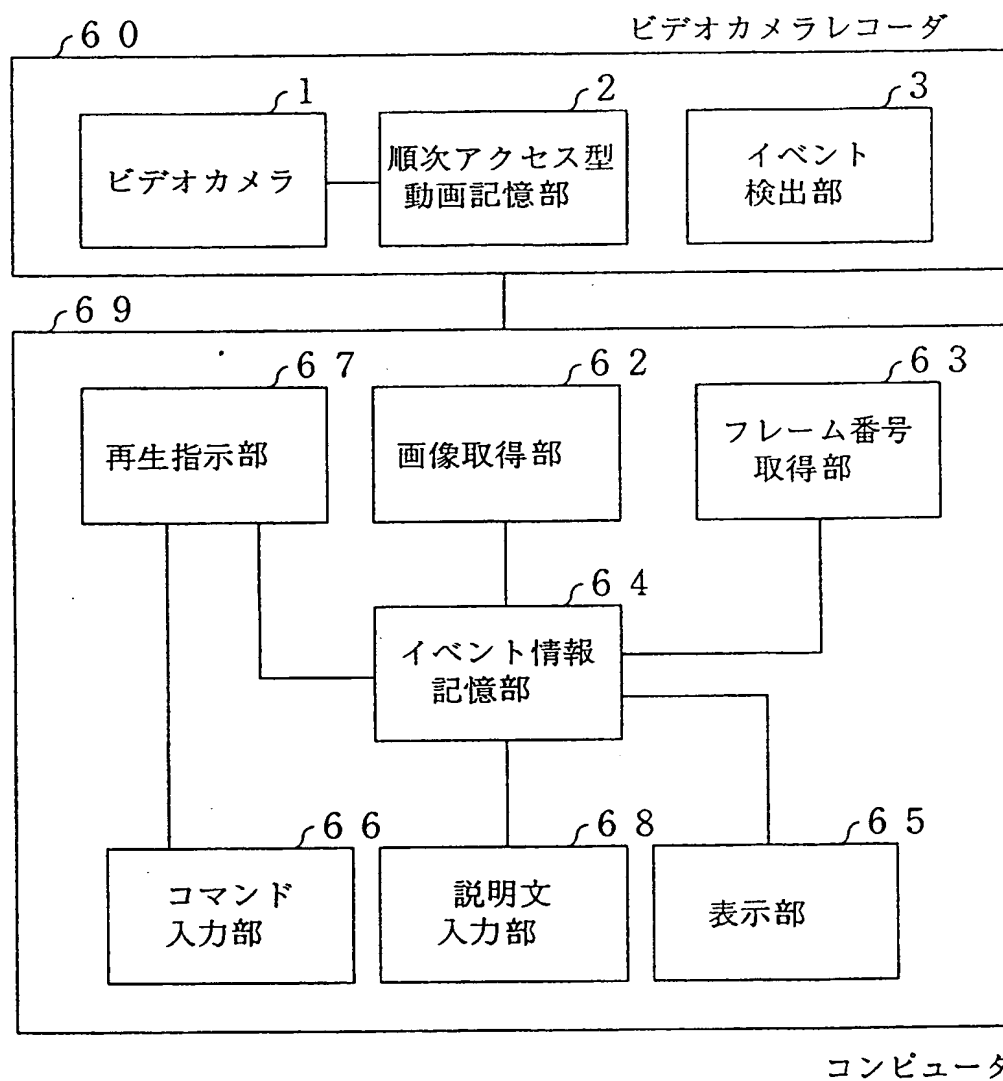 60
ビデオカメラレコーダ
1
2
3
ビデオカメラ
順次アクセス型
動画記憶部
イベント
検出部
69
67
62
63
再生指示部
画像取得部
フレーム番号
取得部
64
イベント情報
記憶部
66
68
65
コマンド
入力部
説明文
入力部
表示部
コンピュータ